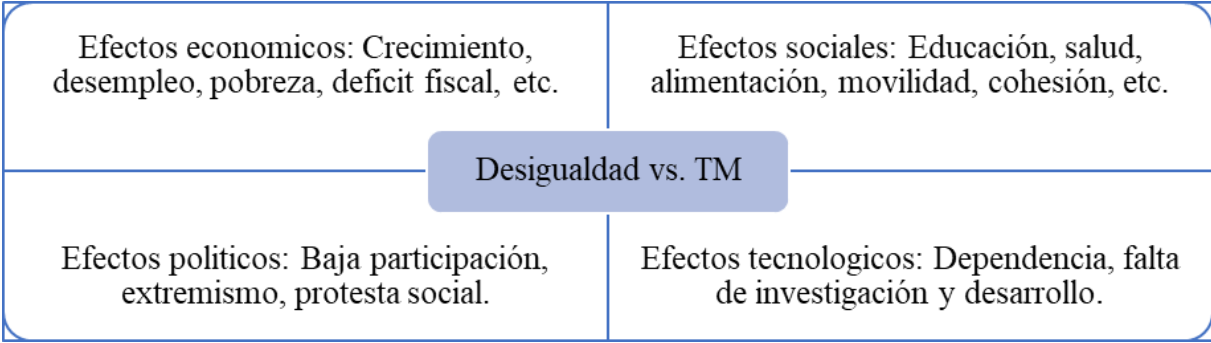 Efectos economicos: Crecimiento,
desempleo, pobreza, deficit fiscal, etc.
Efectos sociales: Educación, salud,
alimentación, movilidad, cohesión, etc.
Desigualdad vs. TM
Efectos politicos: Baja participación,
extremismo, protesta social.
Efectos tecnologicos: Dependencia, falta
de investigación y desarrollo.